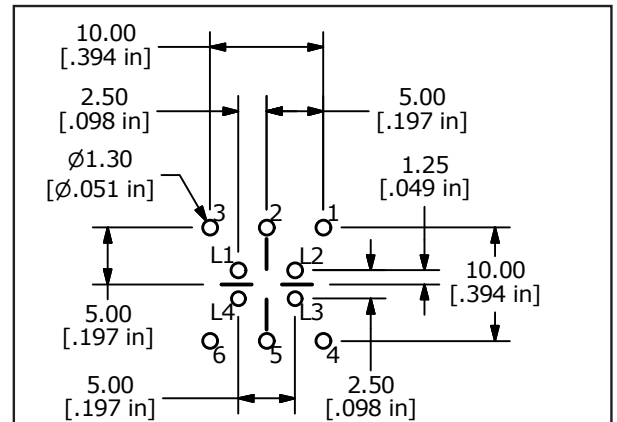 10.00
[.394 in]
2.50
[.098 in]
5.00
[.197 in]
Ø1.30
[Ø.051 in]
1.25
[.049 in]
3
2
1
L1
L2
10.00
[.394 in]
5.00
[.197 in]
L4
L3
6
5
4
5.00
[.197 in]
2.50
[.098 in]